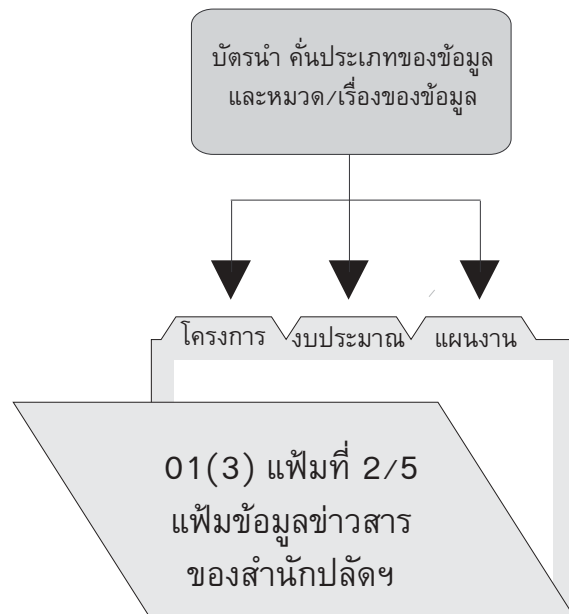 บัตรนำ คั่นประเภทของข้อมูล
และหมวด/เรื่องของข้อมูล
โครงการ งบประมาณ แผนงาน
01(3) แฟ้มที่ 2/5
แฟ้มข้อมูลข่าวสาร
ของสำนักปลัดฯ